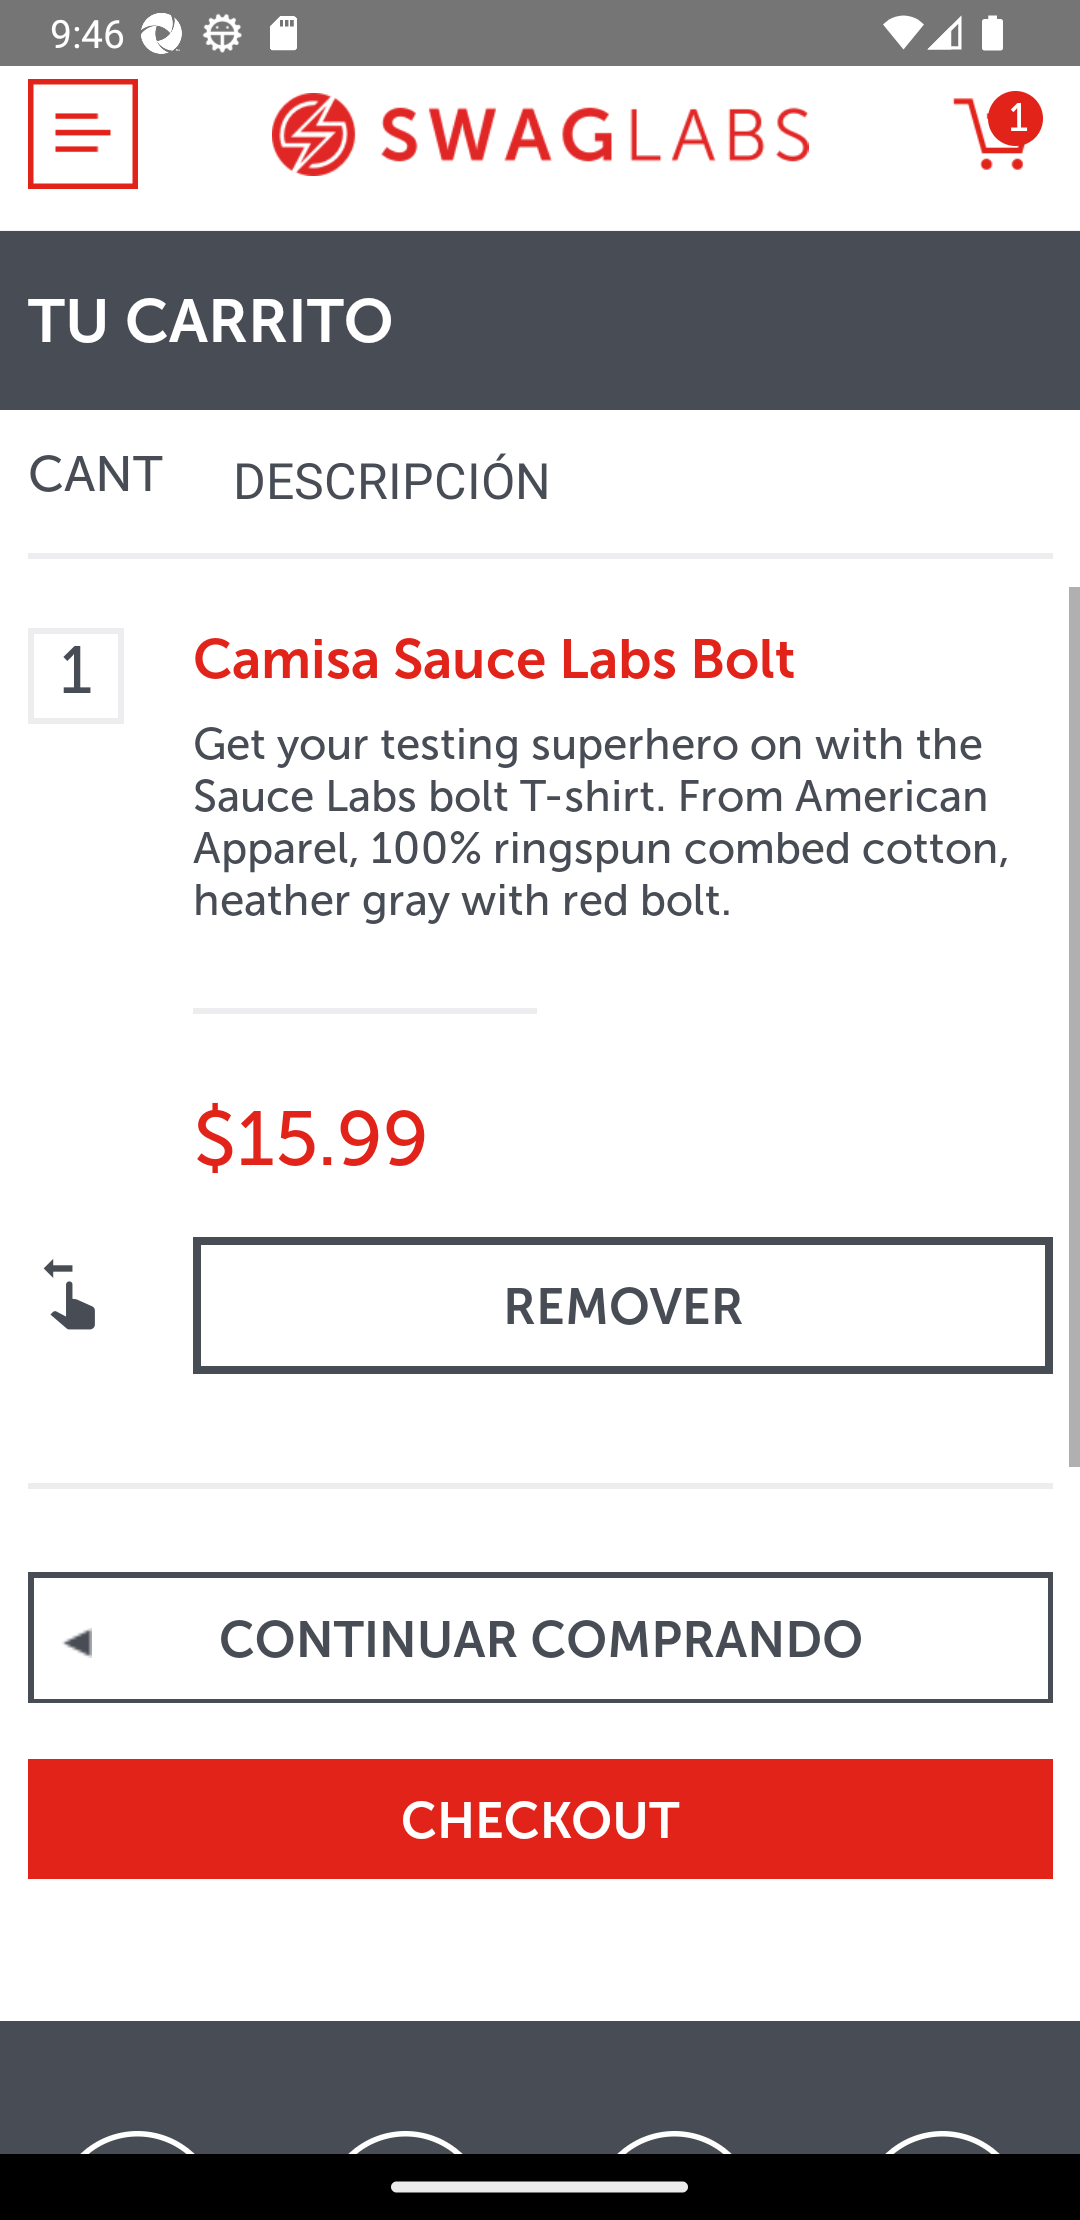 9:46
SWAGLABS
1
TU CARRITO
CANT DESCRIPCIÓN
1
Camisa Sauce Labs Bolt
Get your testing superhero on with the
Sauce Labs bolt T-shirt. From American
Apparel, 100% ringspun combed cotton,
heather gray with red bolt.
$15.99
REMOVER
CONTINUAR COMPRANDO
CHECKOUT